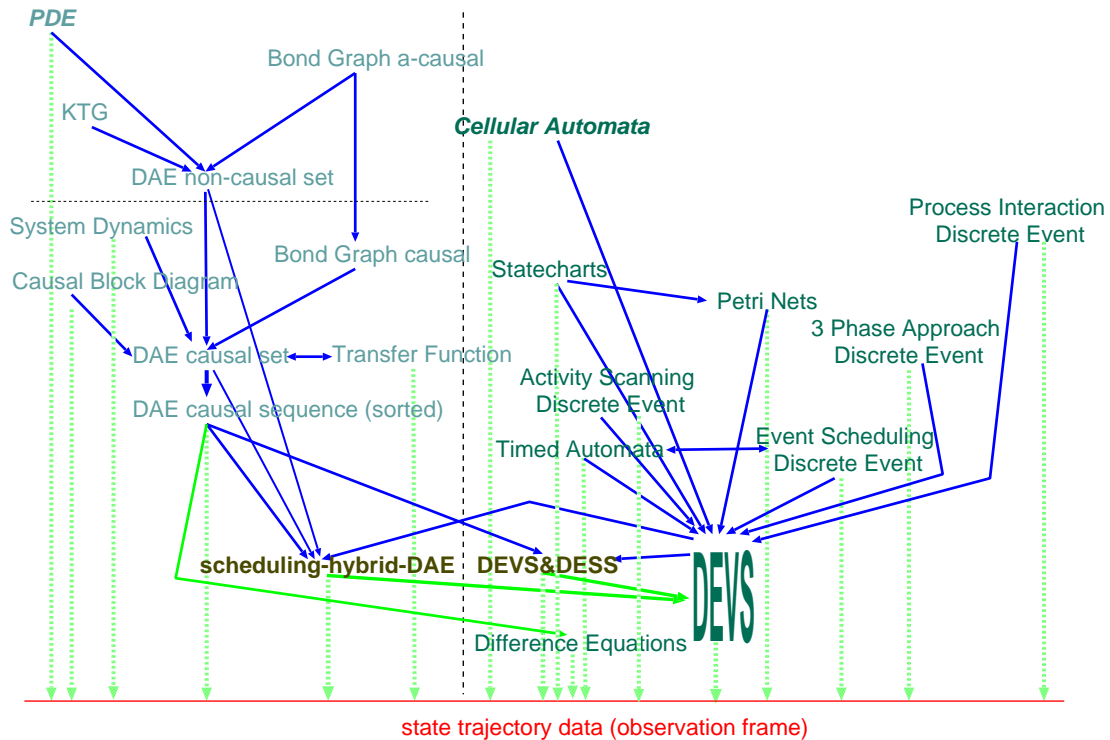 PDE
Bond Graph a-causal
KTG
Cellular Automata
DAE non-causal set
System Dynamics
Process Interaction
Discrete Event
Bond Graph causal
Statecharts
Causal Block Diagram
Petri Nets
3 Phase Approach
Discrete Event
DAE causal set
Transfer Function
Activity Scanning
Discrete Event
DAE causal sequence (sorted)
Timed Automata
Event Scheduling
Discrete Event
scheduling-hybrid-DAE
DEVS&DESS
DEVS
Difference Equations
state trajectory data (observation frame)